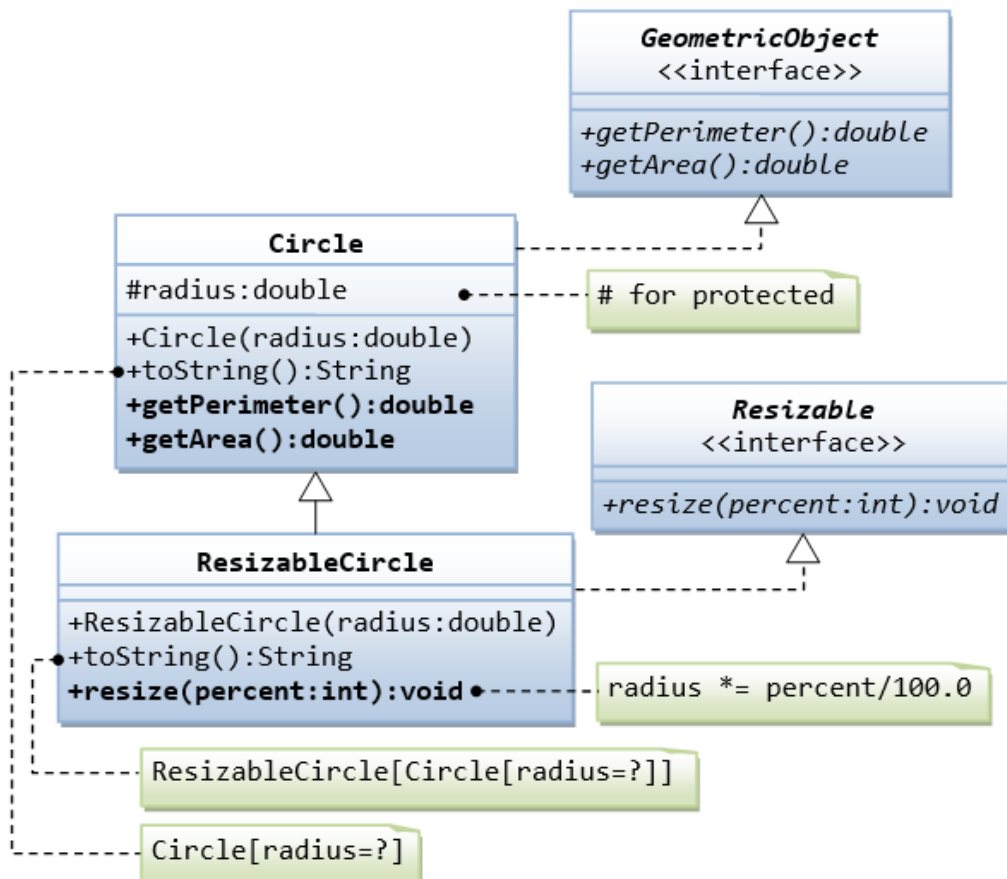 GeometricObject
<<interface>>
+getPerimeter():double
+getArea():double
Circle
#radius:double
# for protected
+Circle(radius:double)
+toString():String
+getPerimeter():double
+getArea():double
Resizable
<<interface>>
+resize(percent:int):void
ResizableCircle
+ResizableCircle(radius:double)
+toString():String
+resize(percent:int):void
radius *= percent/100.0
ResizableCircle[Circle[radius=?]]
Circle[radius=?]